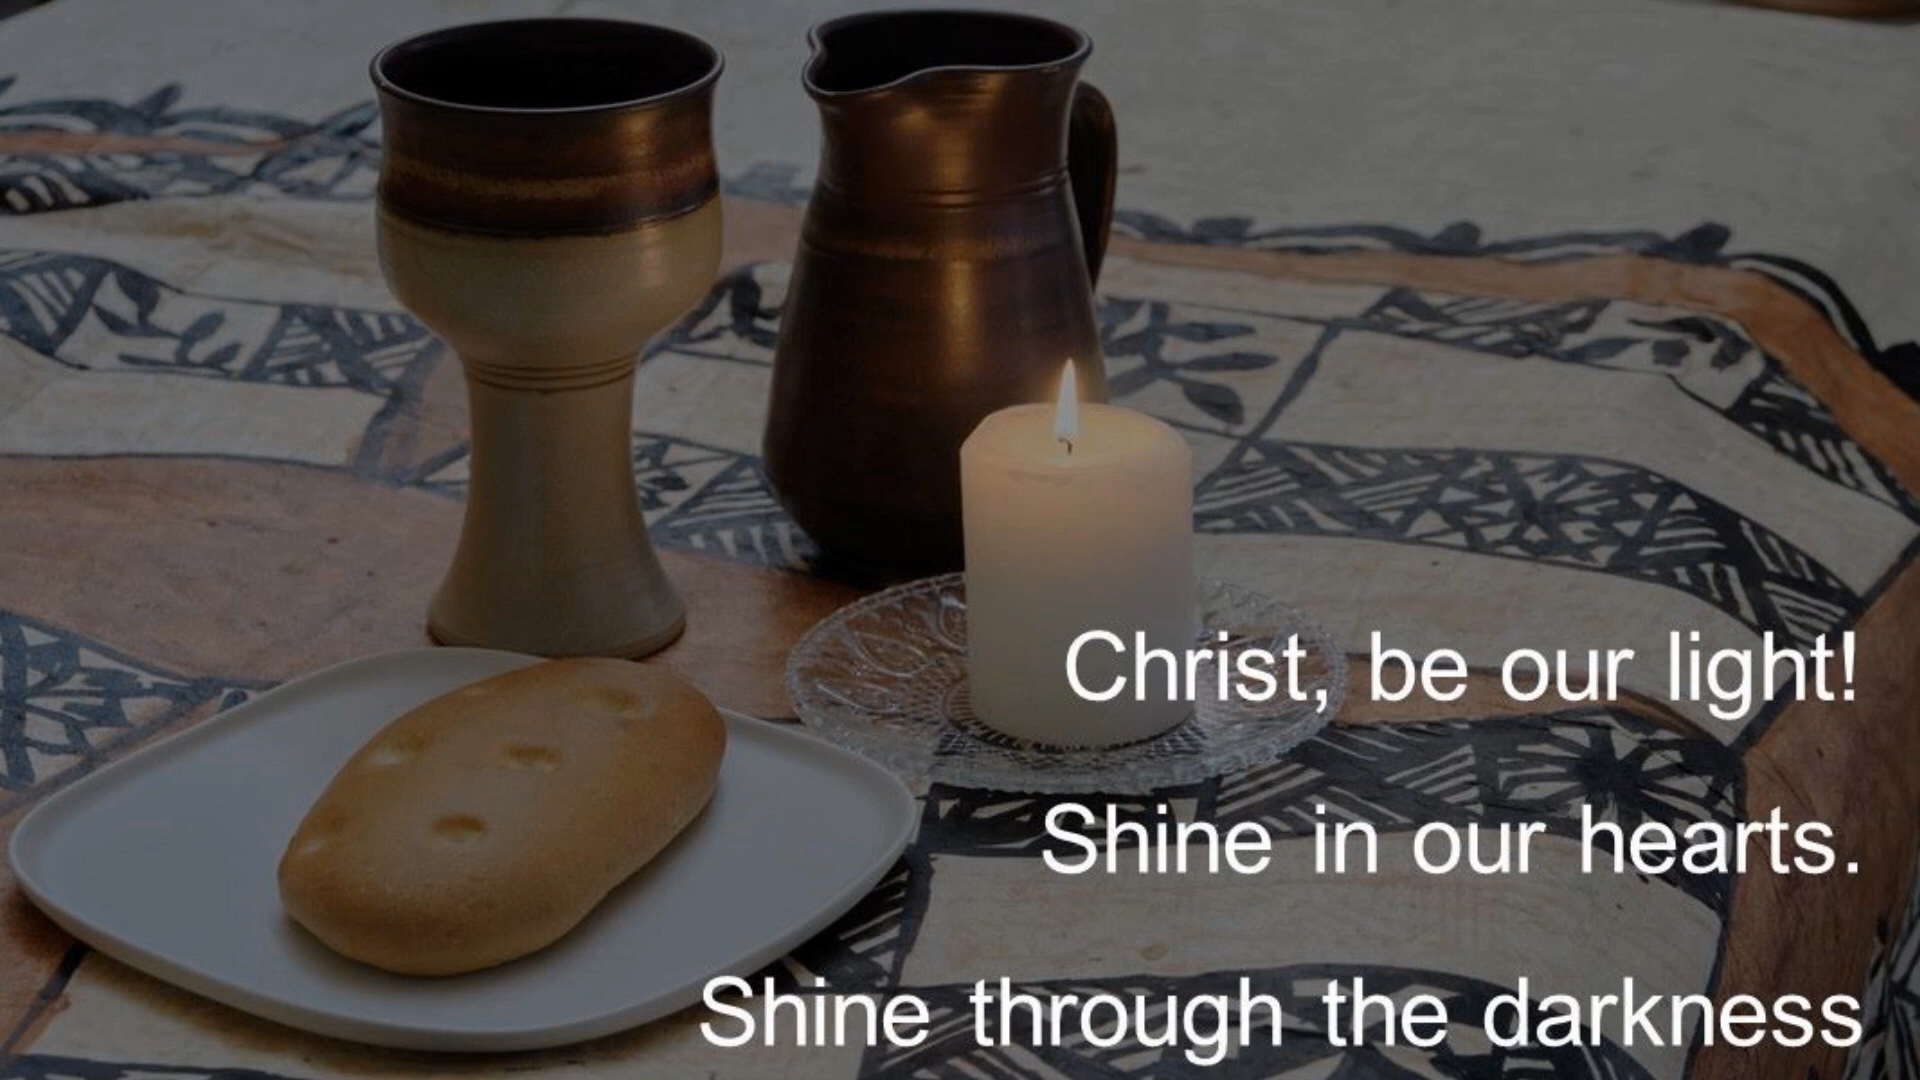 Christ, be our light!
Shine in our hearts.
Shine through the darkness